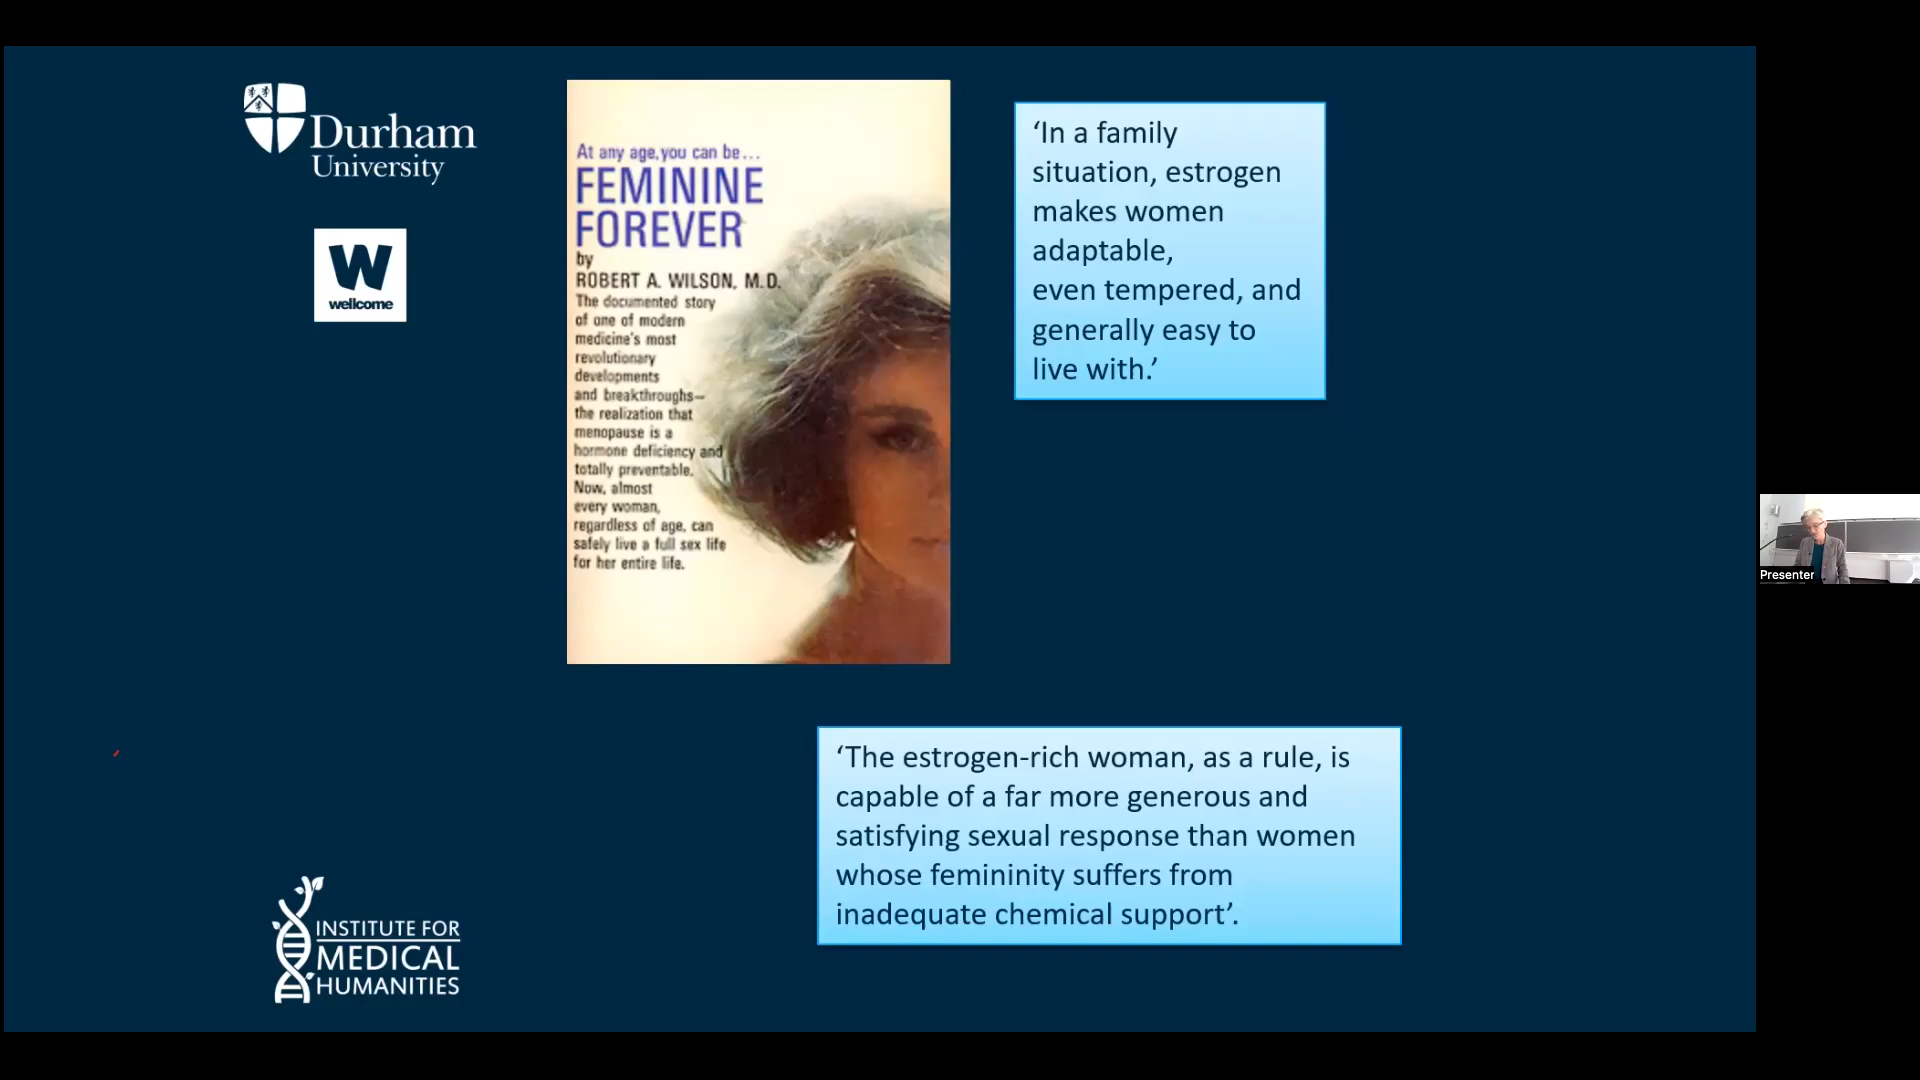 Durham
University
W
wellcome
At any age, you can be...
FEMININE
FOREVER
by
ROBERT A. WILSON, M.D.
The documented story
of one of modern
medicine's most
revolutionary
developments
and breakthroughs—
the realization that
menopause is a
hormone deficiency and
totally preventable.
Now, almost
every woman,
regardless of age, can
safely live a full sex life
for her entire life.
‘In a family
situation, estrogen
makes women
adaptable,
even tempered, and
generally easy to
live with.’
Presenter
‘The estrogen-rich woman, as a rule, is
capable of a far more generous and
satisfying sexual response than women
whose femininity suffers from
inadequate chemical support’.
INSTITUTE FOR
MEDICAL
HUMANITIES